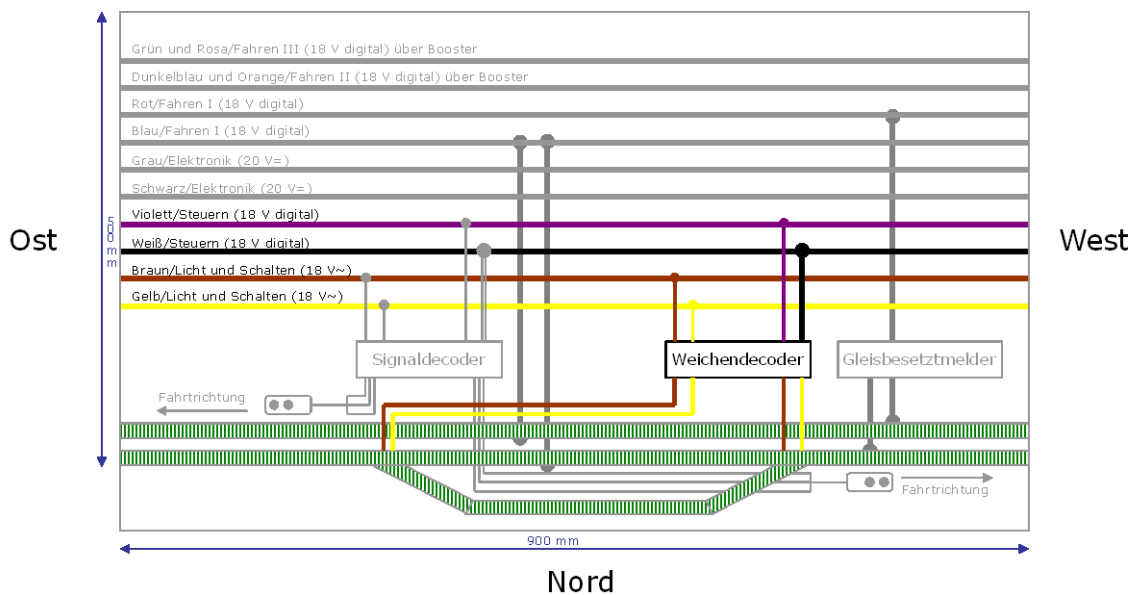 Grün und Rosa/Fahren III (18 V digital) über Booster
Dunkelblau und Orange/Fahren II (18 V digital) über Booster
Rot/Fahren I (18 V digital)
Blau/Fahren I (18 V digital)
Grau/Elektronik (20 V=)
Schwarz/Elektronik (20 V=)
Violett/Steuern (18 V digital)
500 mm
Ost
West
Weiß/Steuern (18 V digital)
Braun/Licht und Schalten (18 V~)
Gelb/Licht und Schalten (18 V~)
Signaldecoder
Weichendecoder
Gleisbesetztmelder
Fahrtrichtung
Fahrtrichtung
900 mm
Nord